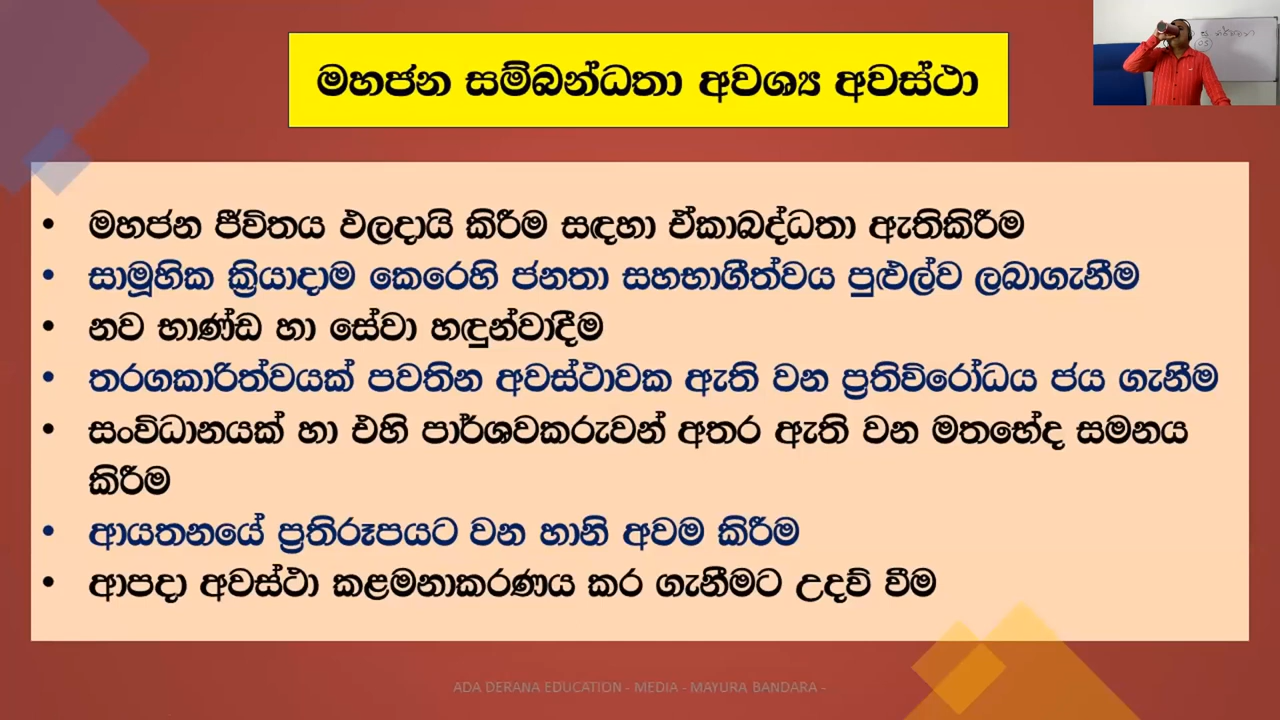 මහජන සම්බන්ධතා අවශ්‍ය අවස්ථා
• මහජන ජීවිතය ඵලදායි කිරීම සඳහා ඒකාබද්ධතා ඇතිකිරීම
• සාමූහික ක්‍රියාදාම කෙරෙහි ජනතා සහභාගීත්වය පුළුල්ව ලබාගැනීම
• නව භාණ්ඩ හා සේවා හඳුන්වාදීම
• තරගකාරිත්වයක් පවතින අවස්ථාවක ඇති වන ප්‍රතිවිරෝධය ජය ගැනීම
• සංවිධානයක් හා එහි පාර්ශවකරුවන් අතර ඇති වන මතභේද සමනය
කිරීම
• ආයතනයේ ප්‍රතිරූපයට වන හානි අවම කිරීම
• ආපදා අවස්ථා කළමනාකරණය කර ගැනීමට උදව් වීම
ADA DERANA EDUCATION - MEDIA - MAYURA BANDARA -